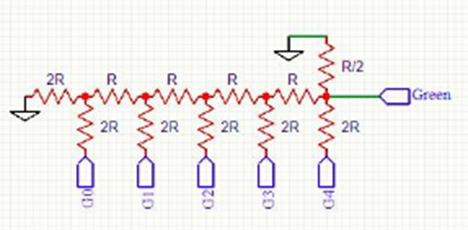 R/2
2R R R R R
Green
2R 2R 2R 2R 2R
G0 G1 G2 G3 G4